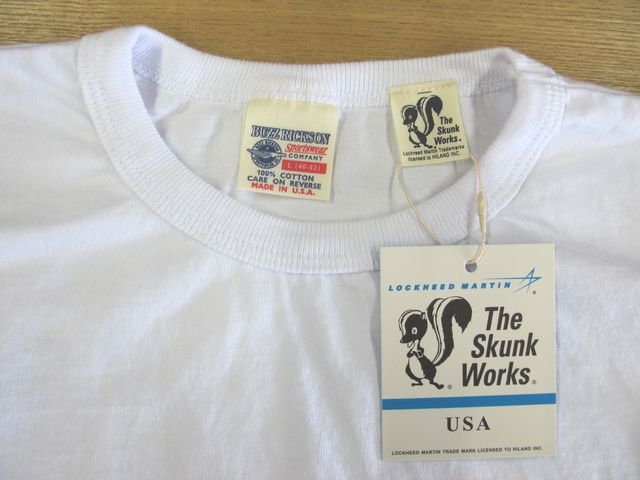 BUZZ RICKSON
Sportswear
COMPANY
L (40-42)
100% COTTON
CARE ON REVERSE
MADE IN U.S.A.
The
Skunk
Works®
Lockheed Martin Trademarks
licensed to HILAND INC.
LOCKHEED MARTIN ®
The
Skunk
® Works®
USA
LOCKHEED MARTIN TRADE MARK LICENSED TO HILAND INC.